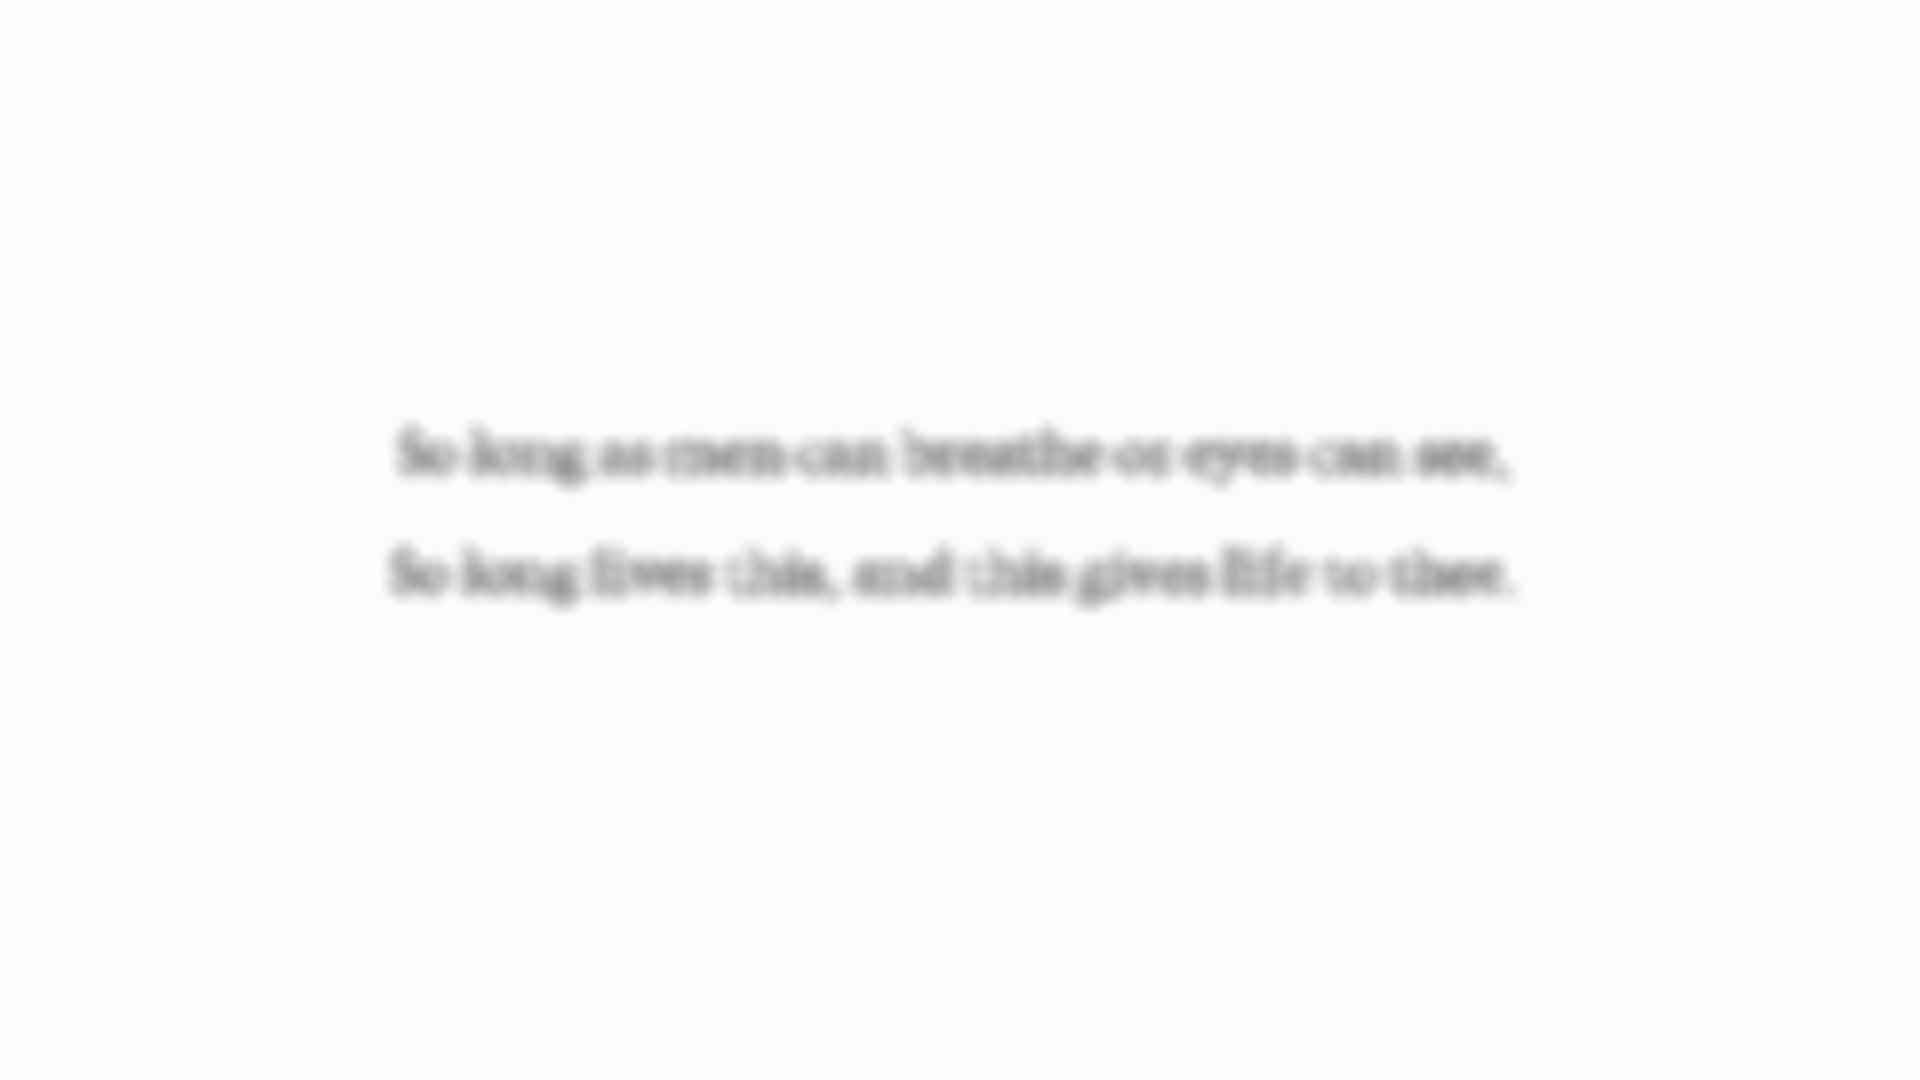 So long as men can breathe or eyes can see,
So long lives this, and this gives life to thee.